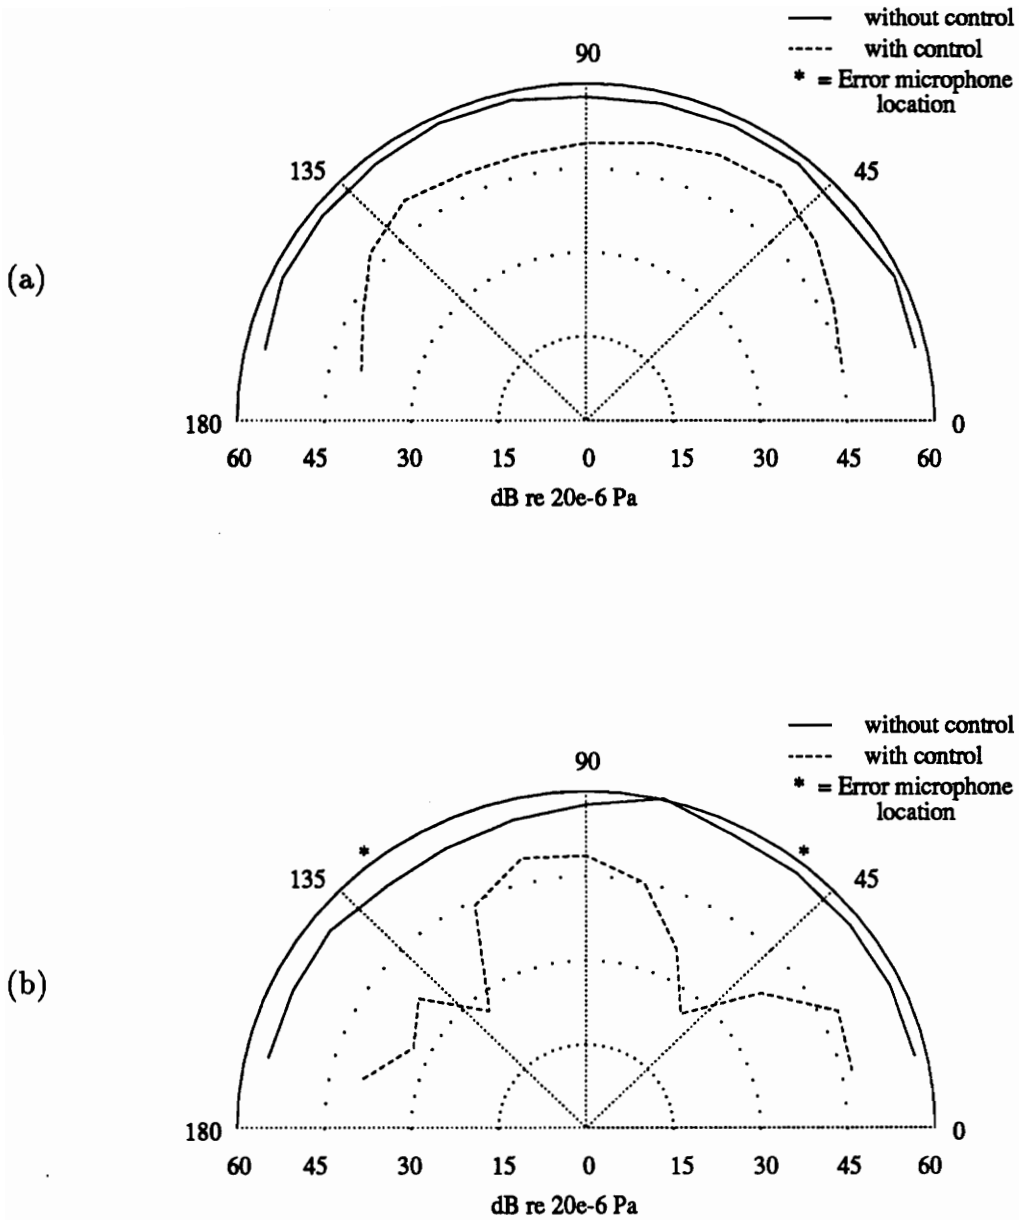 without control
with control
* = Error microphone
location
90
135
45
(a)
180
0
60 45 30 15 0 15 30 45 60
dB re 20e-6 Pa
without control
with control
* = Error microphone
location
90
*
*
135
45
(b)
180
0
60 45 30 15 0 15 30 45 60
dB re 20e-6 Pa